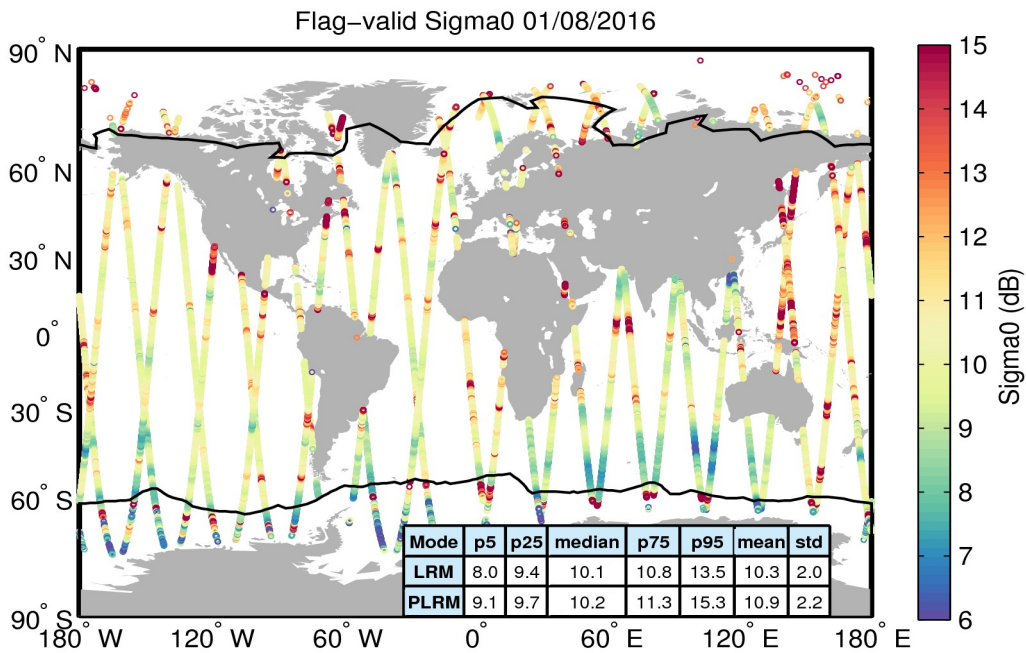 Flag−valid Sigma0 01/08/2016
90° N
60° N
30° N
0°
30° S
60° S
90° S
180° W
120° W
60° W
0°
60° E
120° E
180° E
Mode p5 p25 median p75 p95 mean std
LRM 8.0 9.4 10.1 10.8 13.5 10.3 2.0
PLRM 9.1 9.7 10.2 11.3 15.3 10.9 2.2
15
14
13
12
11
10
9
8
7
6
Sigma0 (dB)